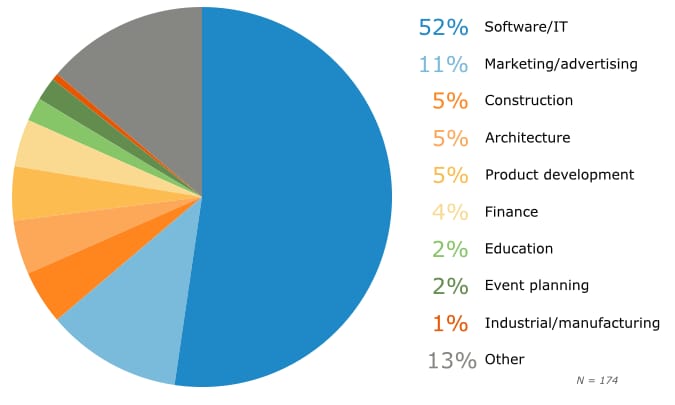 52% Software/IT
11% Marketing/advertising
5% Construction
5% Architecture
5% Product development
4% Finance
2% Education
2% Event planning
1% Industrial/manufacturing
13% Other
N = 174